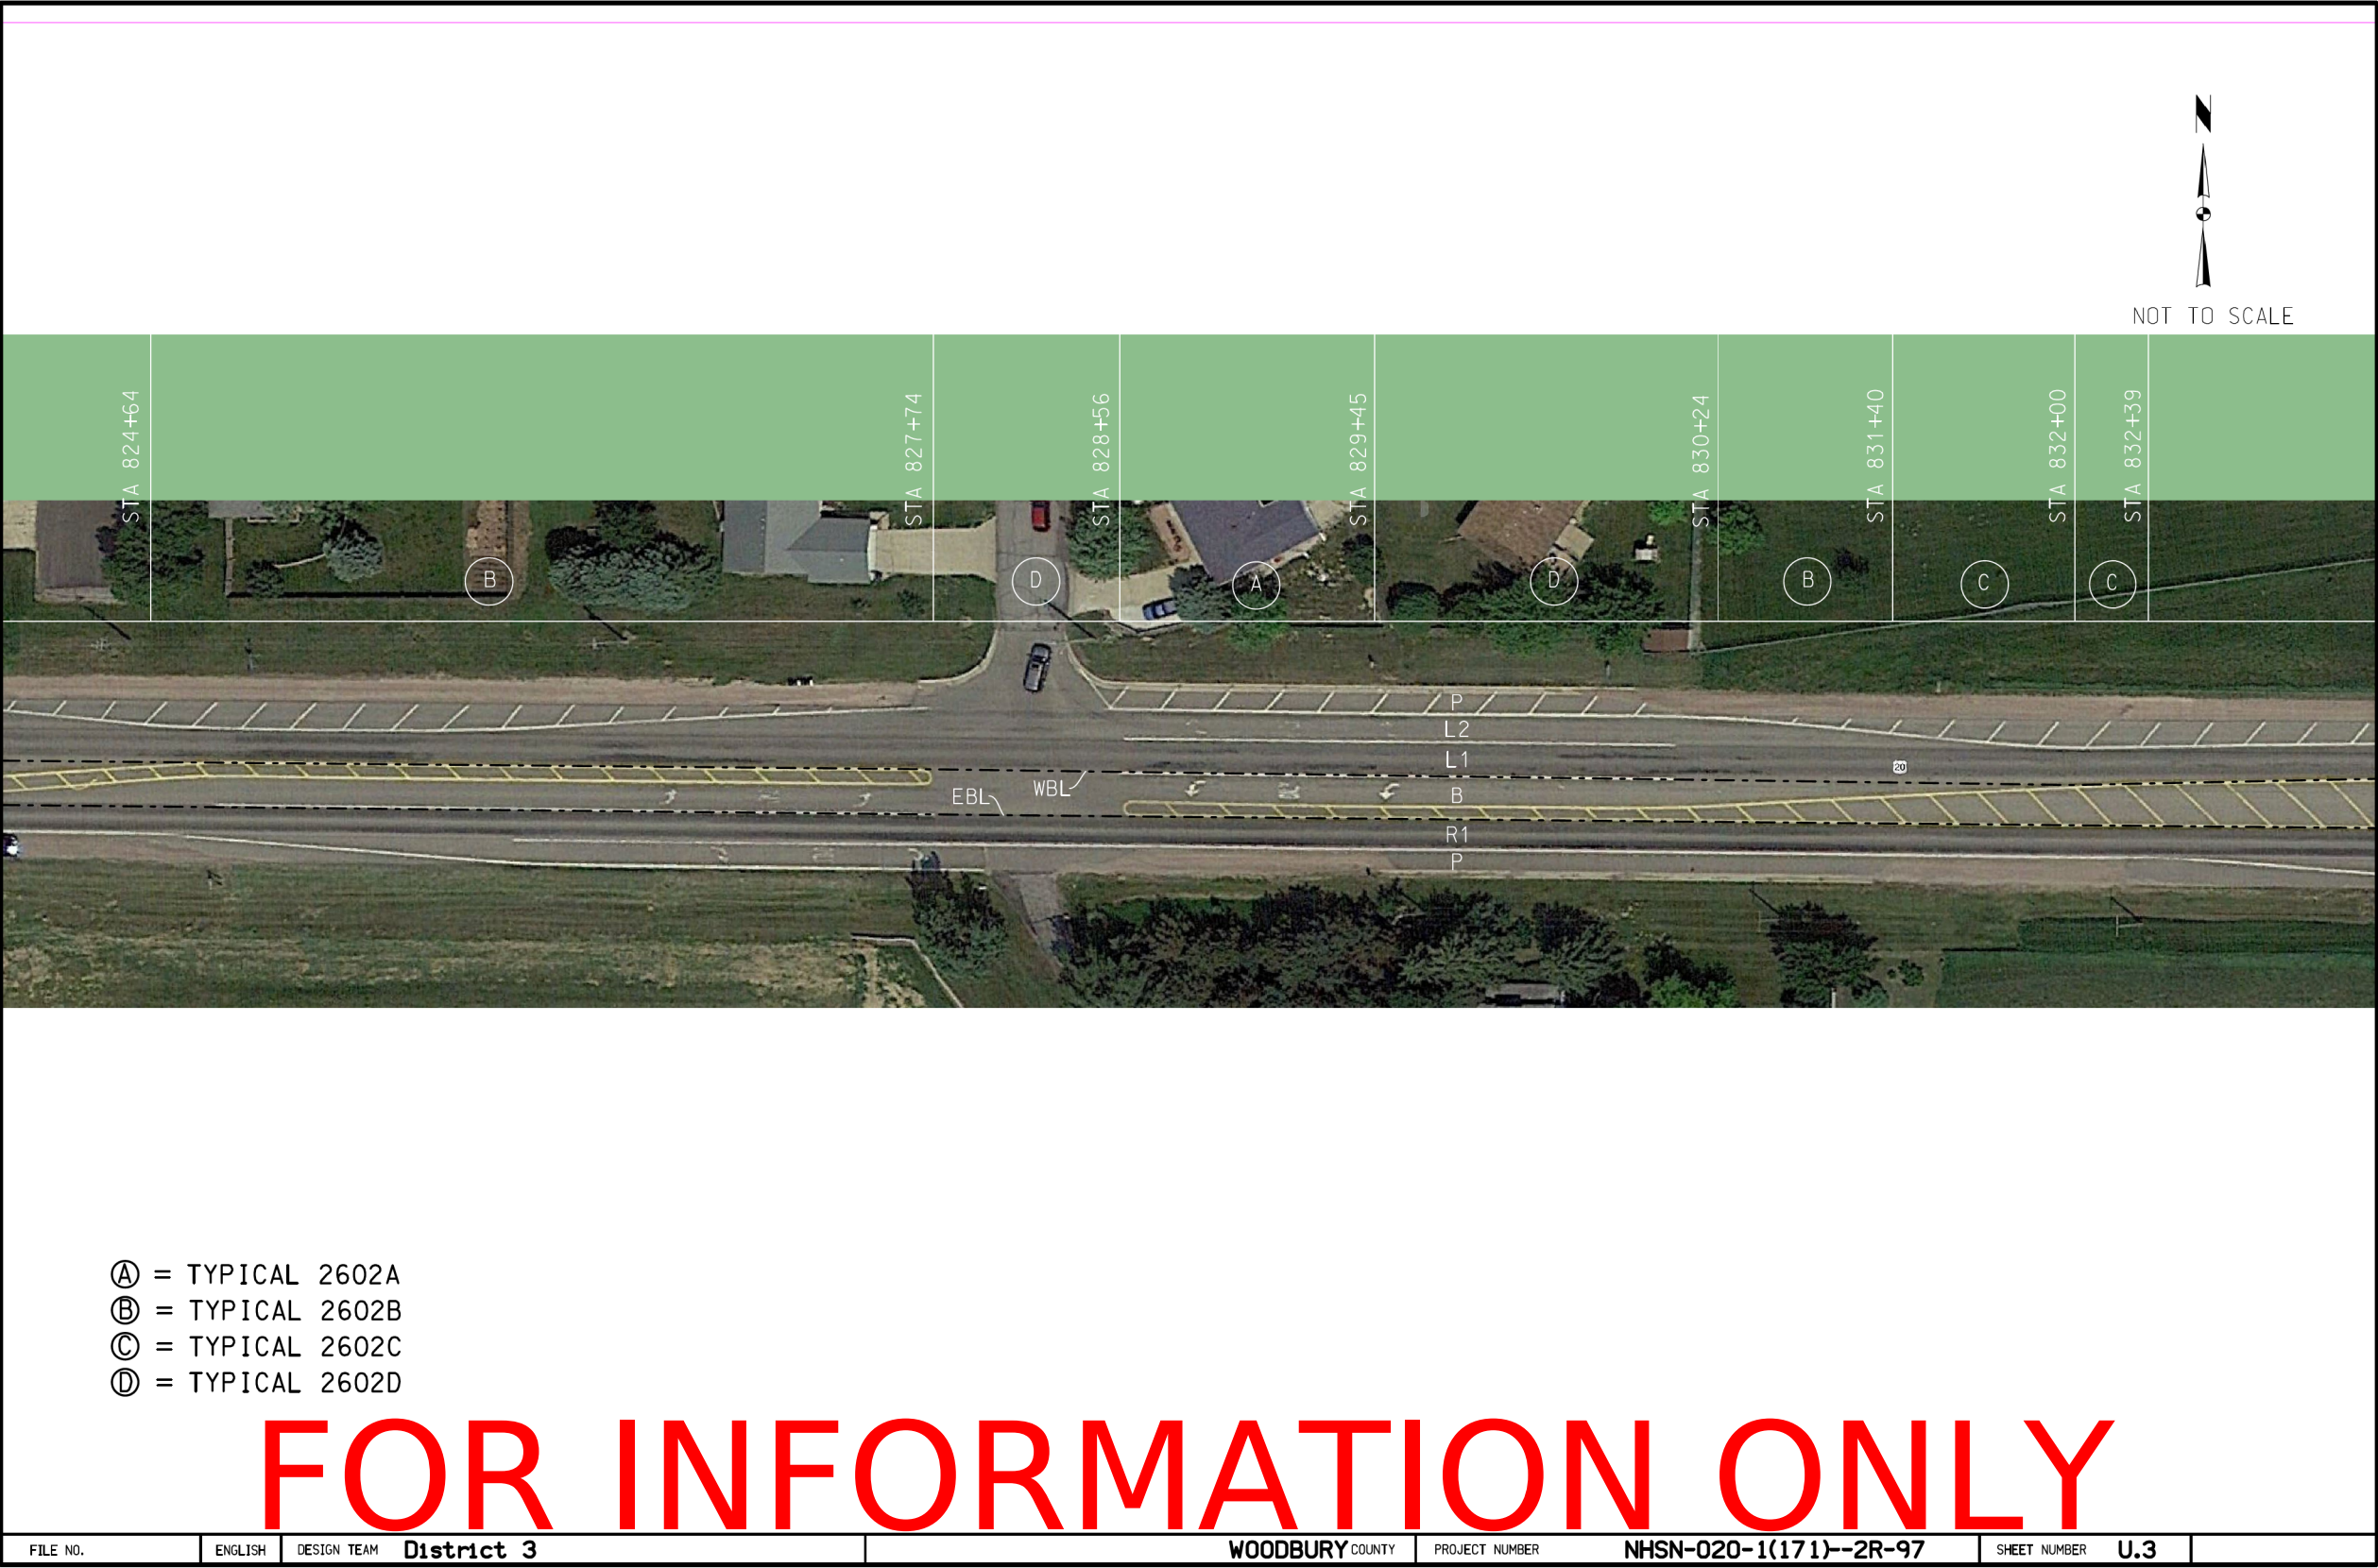 N
NOT TO SCALE
STA 824+64
STA 827+74
STA 828+56
STA 829+45
STA 830+24
STA 831+40
STA 832+00
STA 832+39
B
D
A
D
B
C
C
P
L2
L1
20
WBL
EBL
B
R1
P
A = TYPICAL 2602A
B = TYPICAL 2602B
C = TYPICAL 2602C
D = TYPICAL 2602D
FOR INFORMATION ONLY
FILE NO. ENGLISH DESIGN TEAM District 3 WOODBURY COUNTY PROJECT NUMBER NHSN-020-1(171)--2R-97 SHEET NUMBER U.3